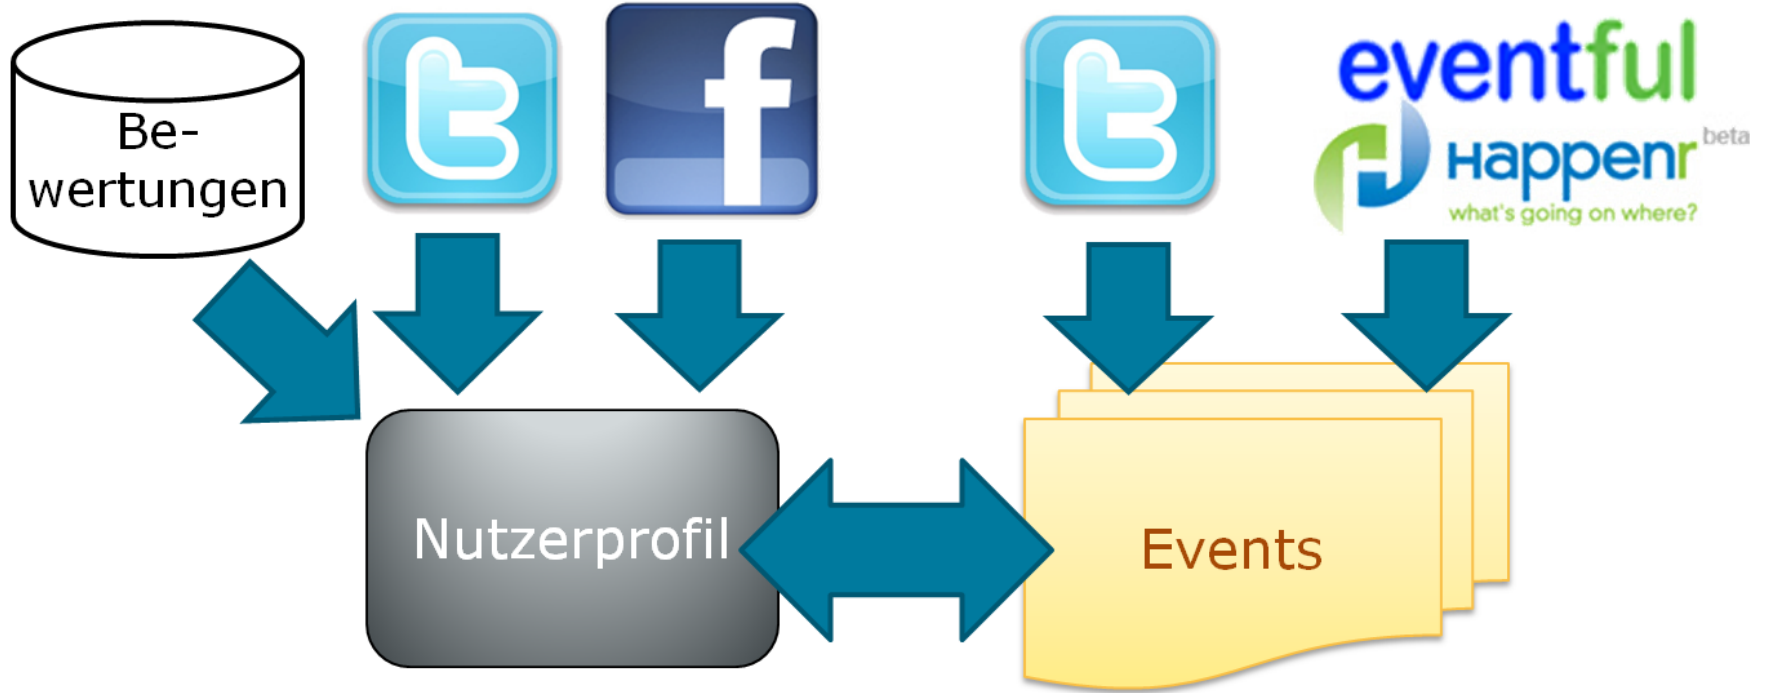 Be-
wertungen
t
f
t
eventful
Happenr beta
what's going on where?
Nutzerprofil
Events